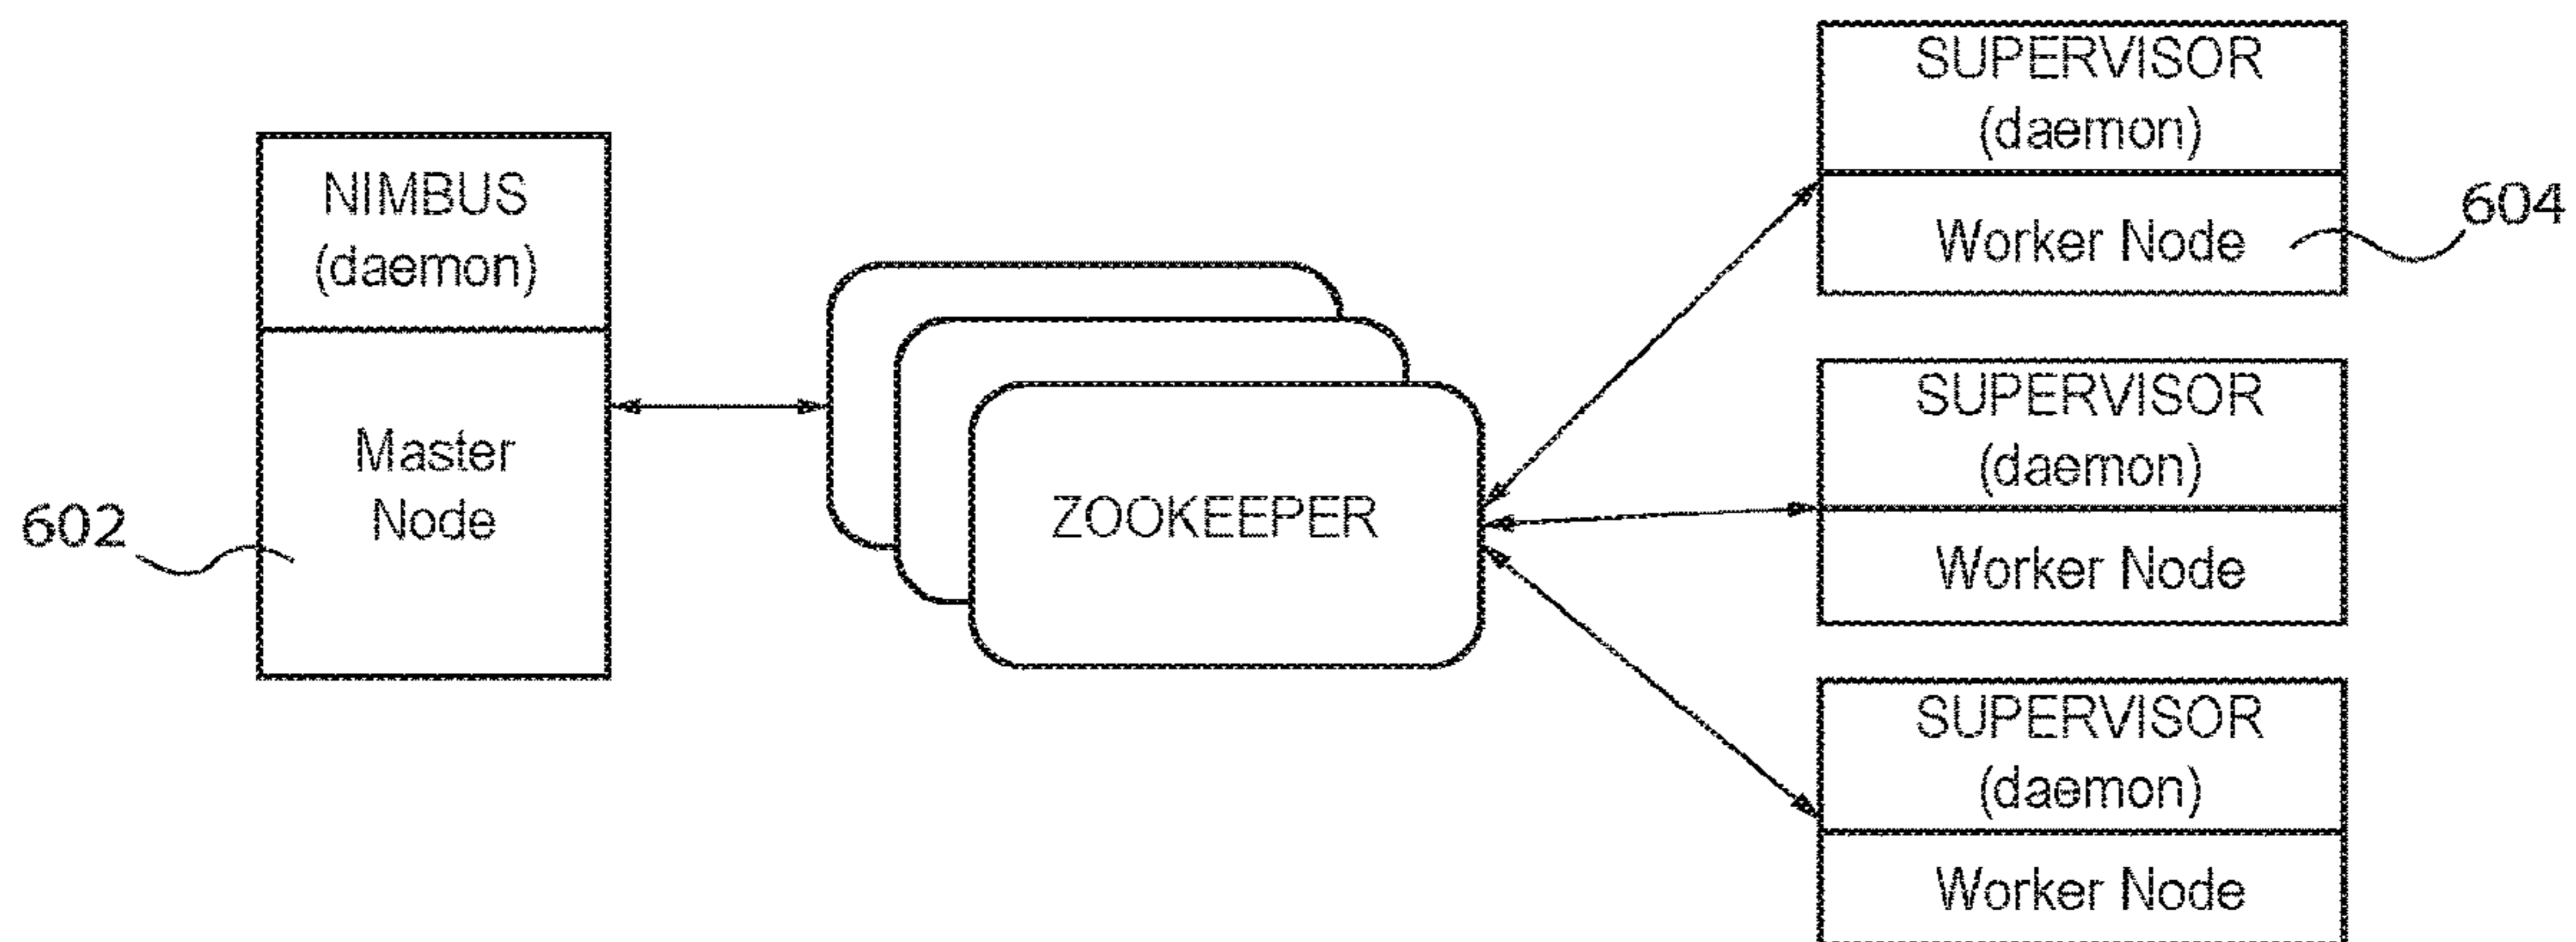 NIMBUS
(daemon)
Master
Node
602
ZOOKEEPER
SUPERVISOR
(daemon)
Worker Node
604
SUPERVISOR
(daemon)
Worker Node
SUPERVISOR
(daemon)
Worker Node